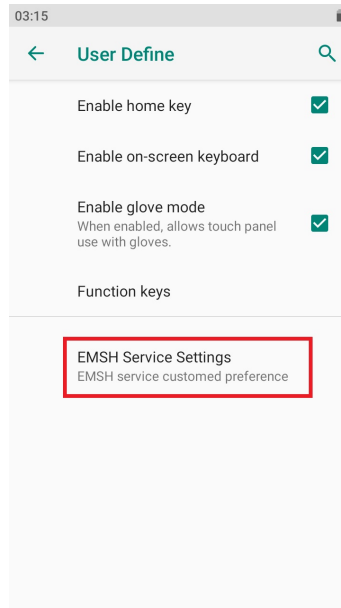 03:15
User Define
Enable home key
Enable on-screen keyboard
Enable glove mode
When enabled, allows touch panel
use with gloves.
Function keys
EMSH Service Settings
EMSH service customed preference